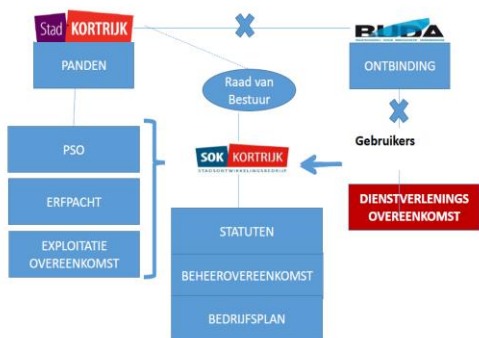 Stad KORTRIJK
BUDA
PANDEN
ONTBINDING
Raad van
Bestuur
Gebruikers
PSO
SOK KORTRIJK
STADSONTWIKKELINGSBEDRIJF
ERFPACHT
DIENSTVERLENINGS
OVEREENKOMST
EXPLOITATIE
OVEREENKOMST
STATUTEN
BEHEEROVEREENKOMST
BEDRIJFSPLAN